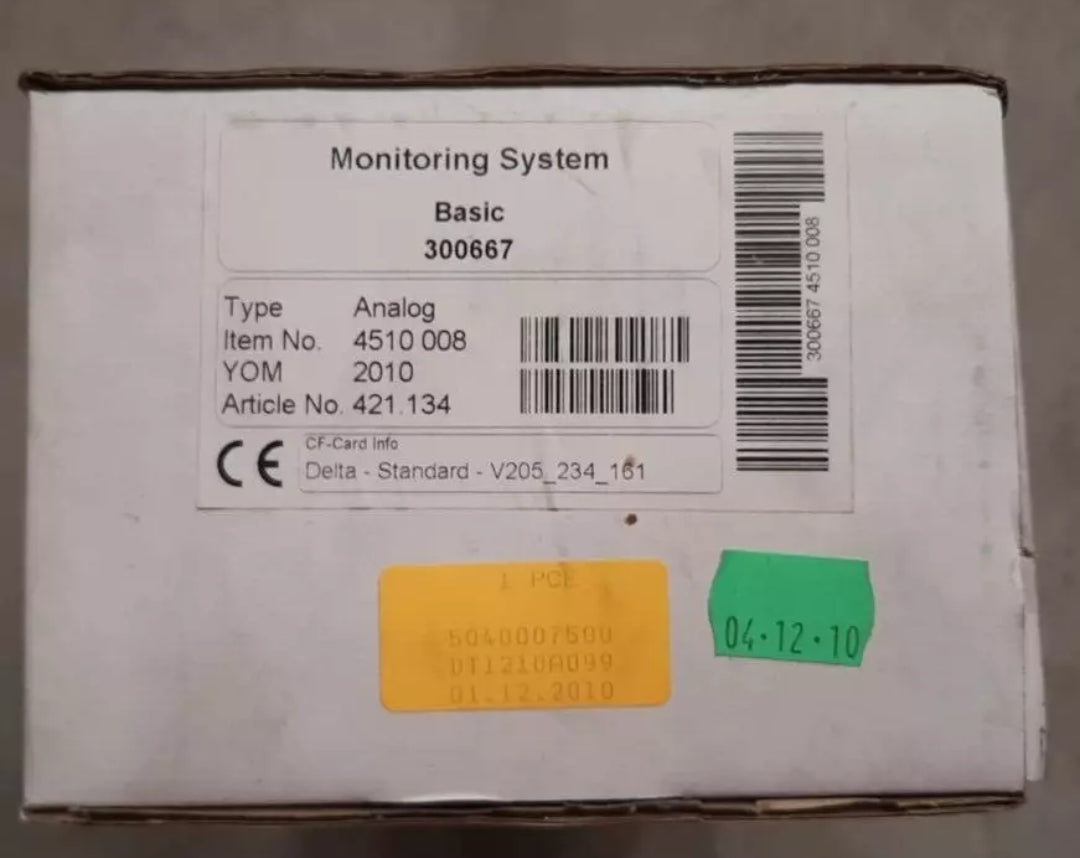 Monitoring System
Basic
300667
Type Analog
Item No. 4510 008
YOM 2010
Article No. 421.134
300667 4510 008
CE
CF-Card Info
Delta - Standard - V205_234_161
1 PCE
5040007500
DT1210A099
01.12.2010
04·12·10